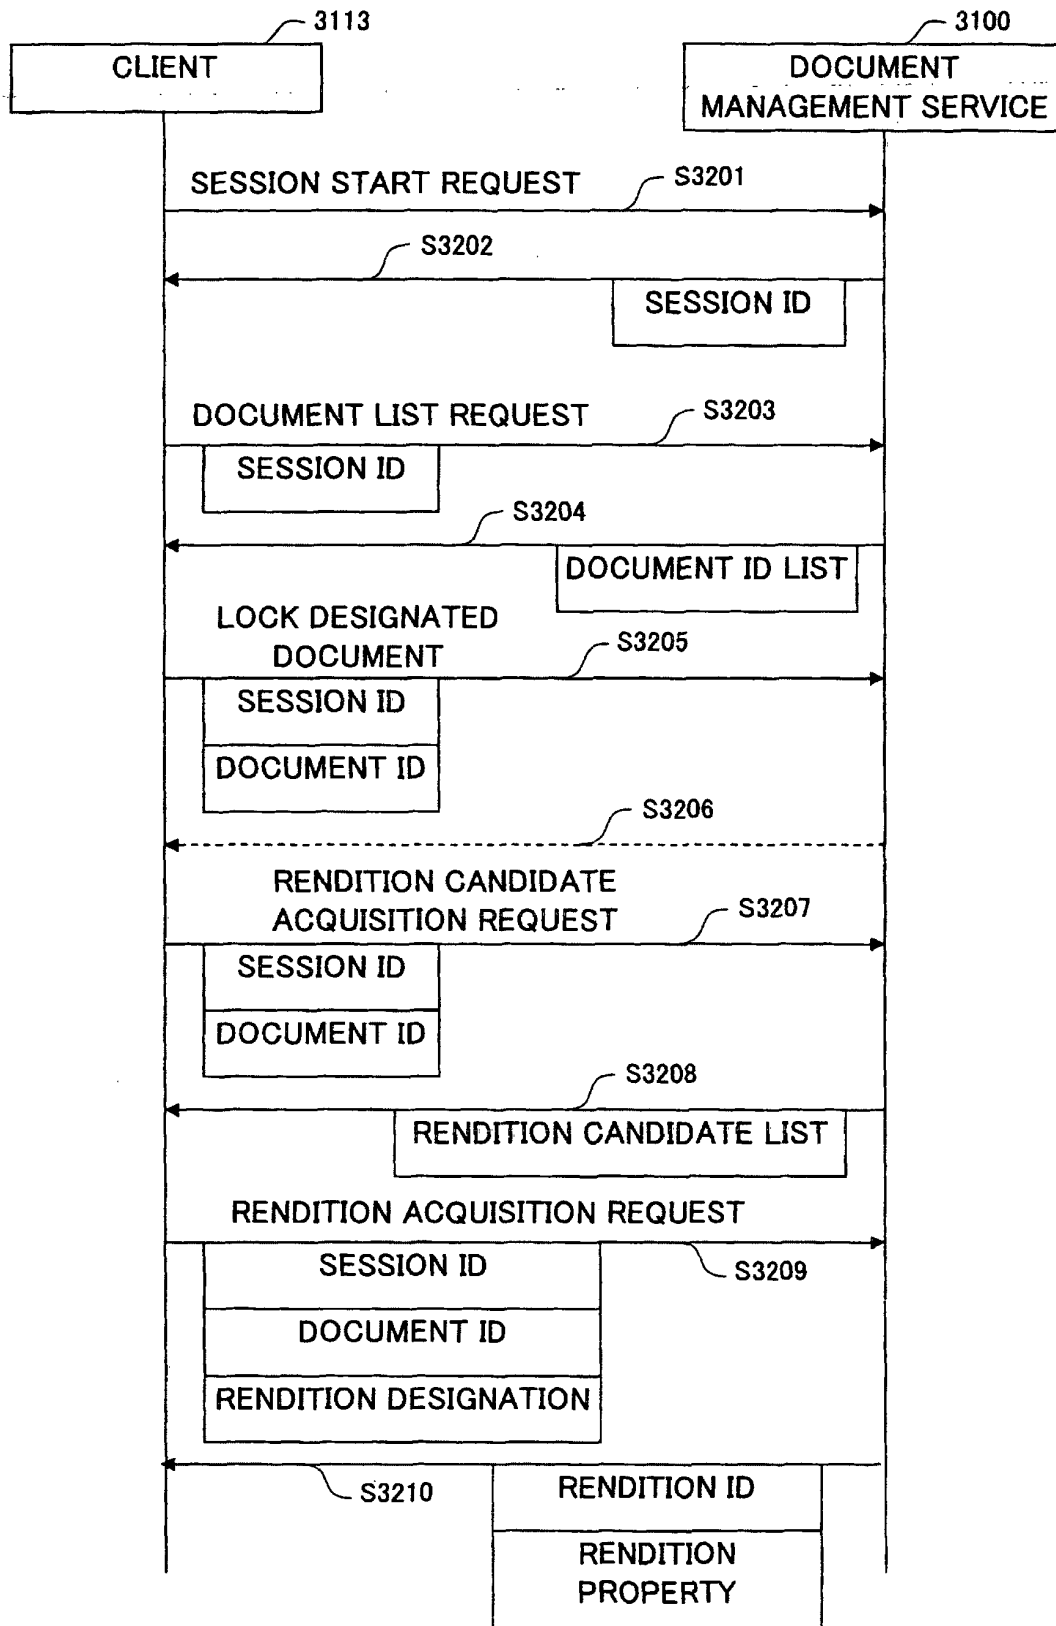 3113
3100
CLIENT
DOCUMENT
MANAGEMENT SERVICE
SESSION START REQUEST
S3201
S3202
SESSION ID
DOCUMENT LIST REQUEST
S3203
SESSION ID
S3204
DOCUMENT ID LIST
LOCK DESIGNATED
DOCUMENT
S3205
SESSION ID
DOCUMENT ID
S3206
RENDITION CANDIDATE
ACQUISITION REQUEST
S3207
SESSION ID
DOCUMENT ID
S3208
RENDITION CANDIDATE LIST
RENDITION ACQUISITION REQUEST
S3209
SESSION ID
DOCUMENT ID
RENDITION DESIGNATION
S3210
RENDITION ID
RENDITION
PROPERTY